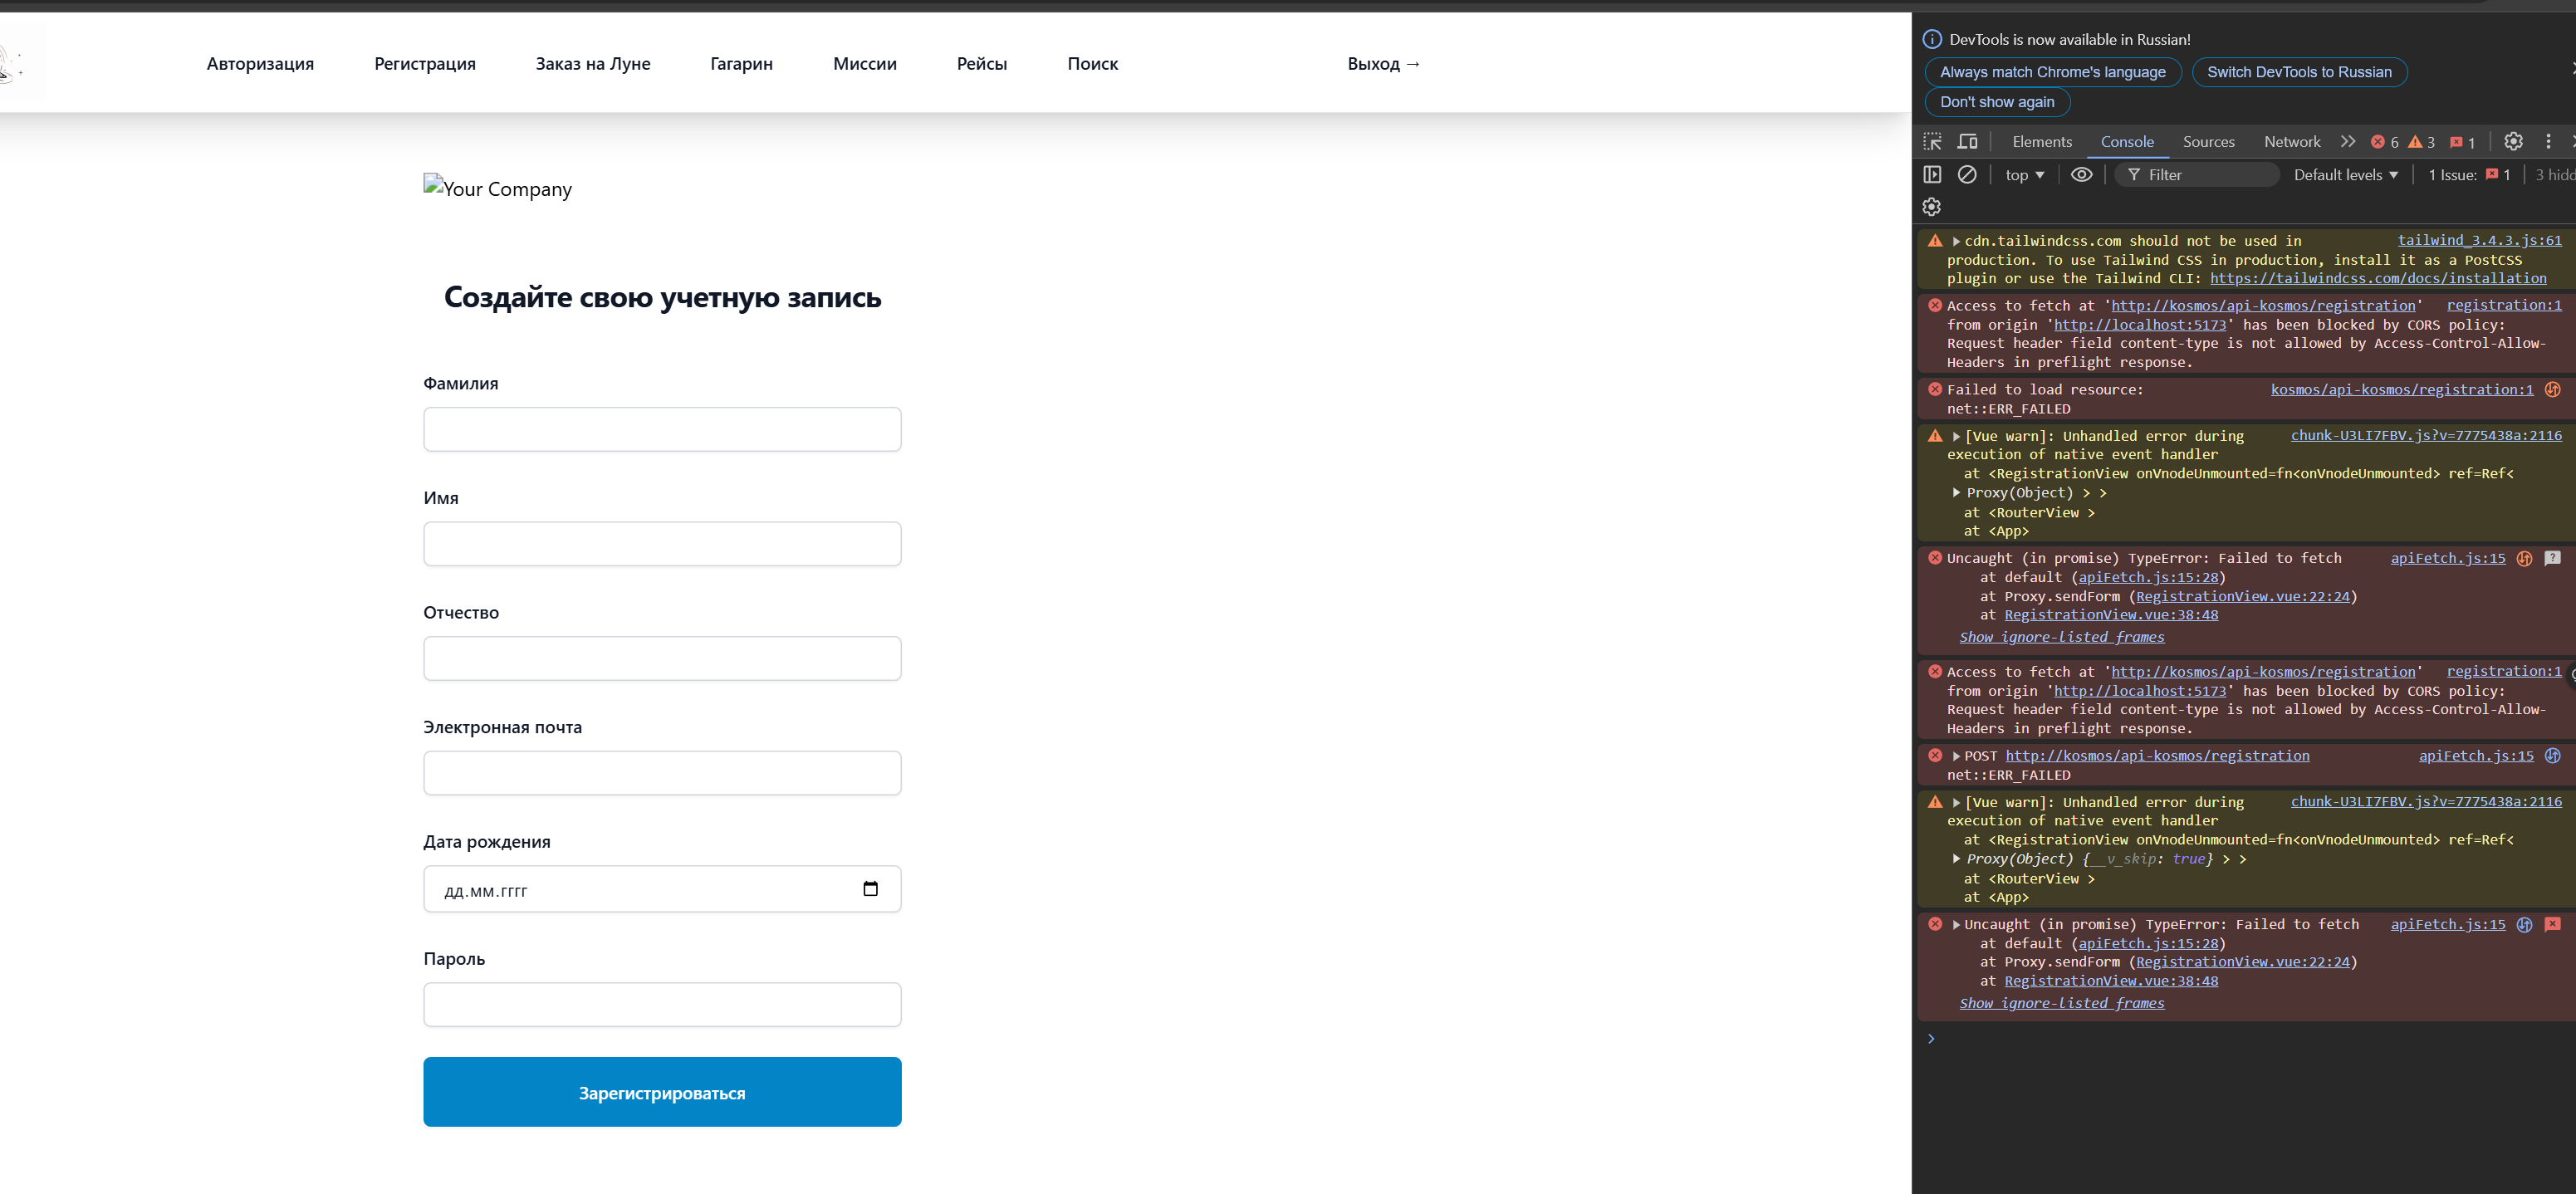 Авторизация Регистрация Заказ на Луне Гагарин Миссии Рейсы Поиск Выход →
Your Company
Создайте свою учетную запись
Фамилия
Имя
Отчество
Электронная почта
Дата рождения
дд.мм.гггг
Пароль
Зарегистрироваться
DevTools is now available in Russian!
Always match Chrome's language Switch DevTools to Russian
Don't show again
Elements Console Sources Network 6 3 1
top Filter Default levels 1 Issue: 1
cdn.tailwindcss.com should not be used in tailwind_3.4.3.js:61
production. To use Tailwind CSS in production, install it as a PostCSS
plugin or use the Tailwind CLI: https://tailwindcss.com/docs/installation
Access to fetch at 'http://kosmos/api-kosmos/registration' registration:1
from origin 'http://localhost:5173' has been blocked by CORS policy:
Request header field content-type is not allowed by Access-Control-Allow-
Headers in preflight response.
Failed to load resource: kosmos/api-kosmos/registration:1
net::ERR_FAILED
[Vue warn]: Unhandled error during chunk-U3LI7FBV.js?v=7775438a:2116
execution of native event handler
at <RegistrationView onVnodeUnmounted=fn<onVnodeUnmounted> ref=Ref<
Proxy(Object) > >
at <RouterView >
at <App>
Uncaught (in promise) TypeError: Failed to fetch apiFetch.js:15
at default (apiFetch.js:15:28)
at Proxy.sendForm (RegistrationView.vue:22:24)
at RegistrationView.vue:38:48
Show ignore-listed frames
Access to fetch at 'http://kosmos/api-kosmos/registration' registration:1
from origin 'http://localhost:5173' has been blocked by CORS policy:
Request header field content-type is not allowed by Access-Control-Allow-
Headers in preflight response.
POST http://kosmos/api-kosmos/registration apiFetch.js:15
net::ERR_FAILED
[Vue warn]: Unhandled error during chunk-U3LI7FBV.js?v=7775438a:2116
execution of native event handler
at <RegistrationView onVnodeUnmounted=fn<onVnodeUnmounted> ref=Ref<
Proxy(Object) {__v_skip: true} > >
at <RouterView >
at <App>
Uncaught (in promise) TypeError: Failed to fetch apiFetch.js:15
at default (apiFetch.js:15:28)
at Proxy.sendForm (RegistrationView.vue:22:24)
at RegistrationView.vue:38:48
Show ignore-listed frames